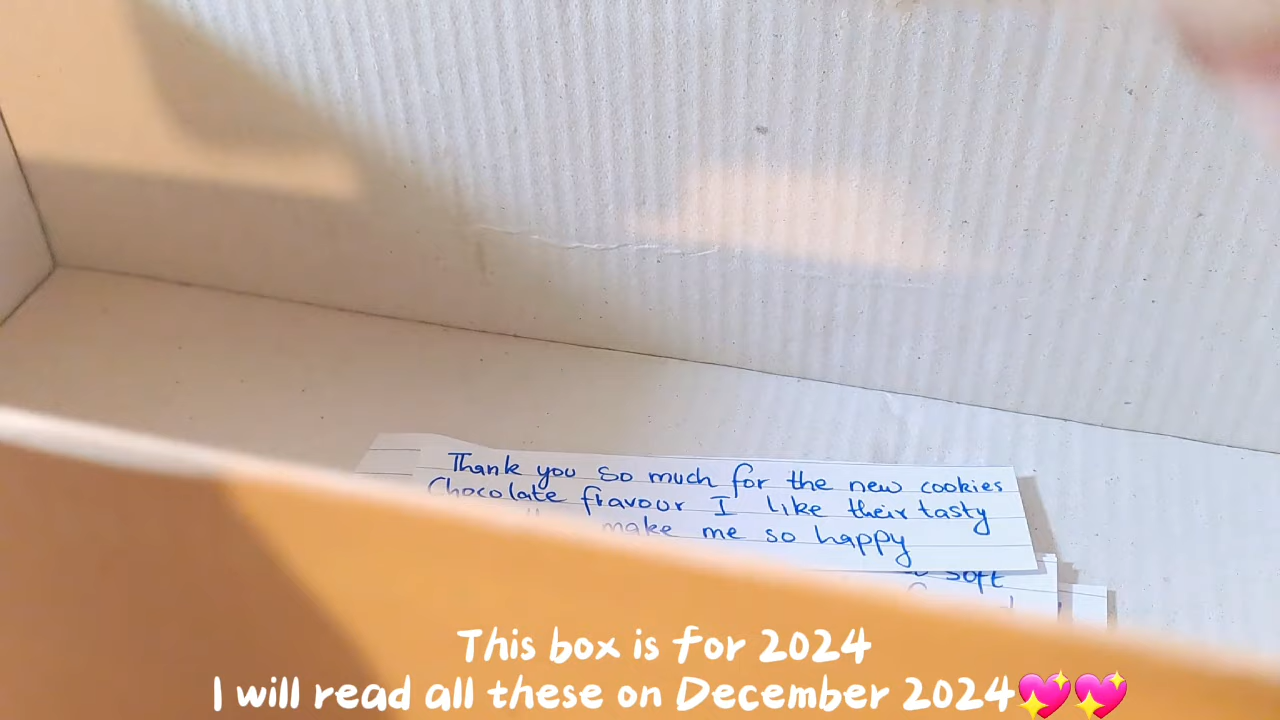 Thank you so much for the new cookies
Chocolate fravour I like their tasty
make me so happy
soft
This box is for 2024
I will read all these on December 2024💖💖